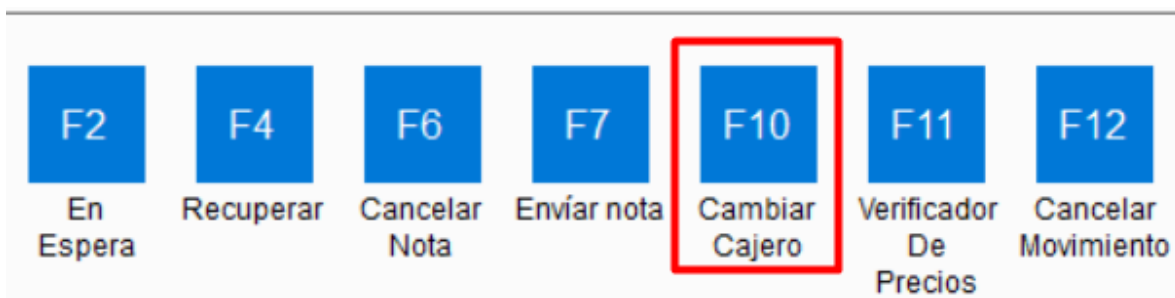 F2 F4 F6 F7 F10 F11 F12
En Recuperar Cancelar Envíar nota Cambiar Verificador Cancelar
Espera Nota Cajero De Movimiento
Precios